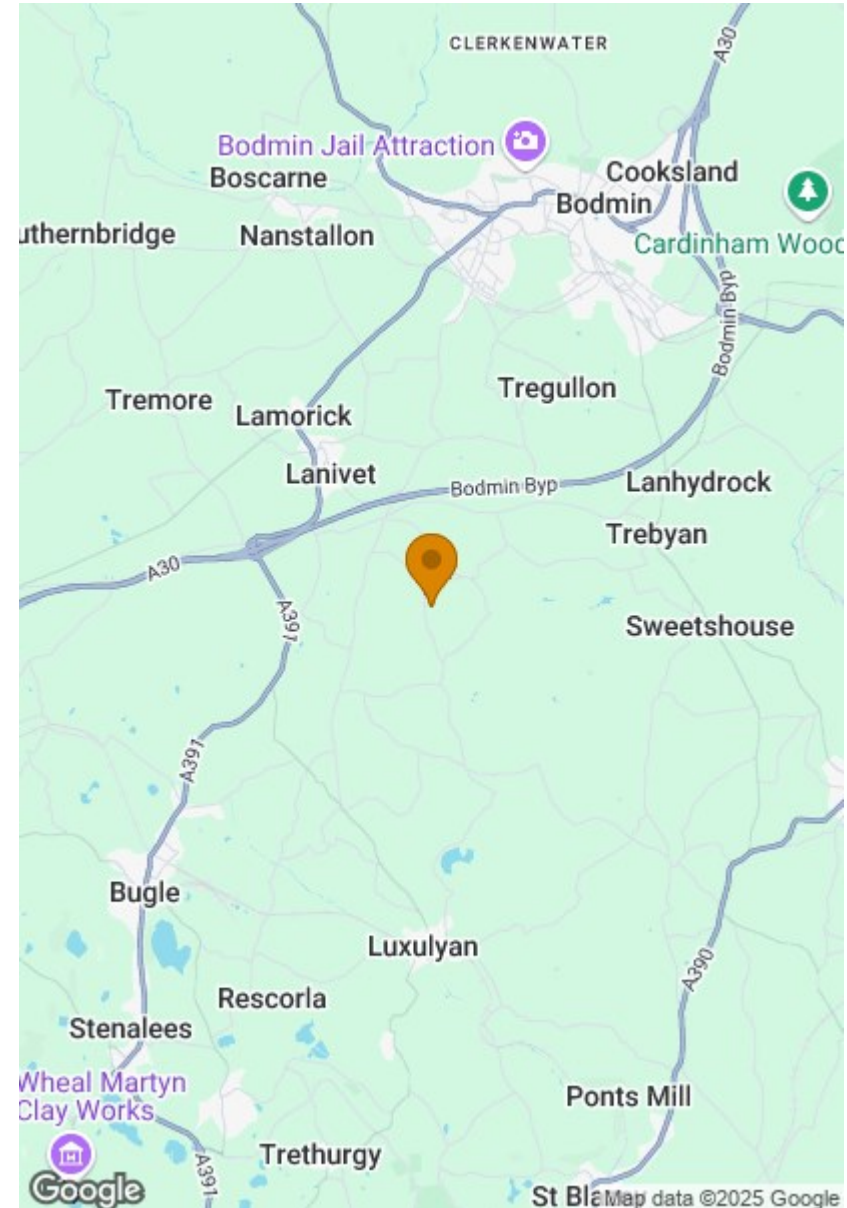 CLERKENWATER
A30
Bodmin Jail Attraction
Cooksland
Boscarne
Bodmin
uthernbridge
Nanstallon
Cardinham Wood
Bodmin Byp
Tregullon
Tremore
Lamorick
Lanivet
Bodmin Byp
Lanhydrock
Trebyan
A30
A391
Sweetshouse
A391
Bugle
Luxulyan
A390
Rescorla
Stenalees
Wheal Martyn
Clay Works
Ponts Mill
Trethurgy
A391
Google
St Bla
Map data ©2025 Google